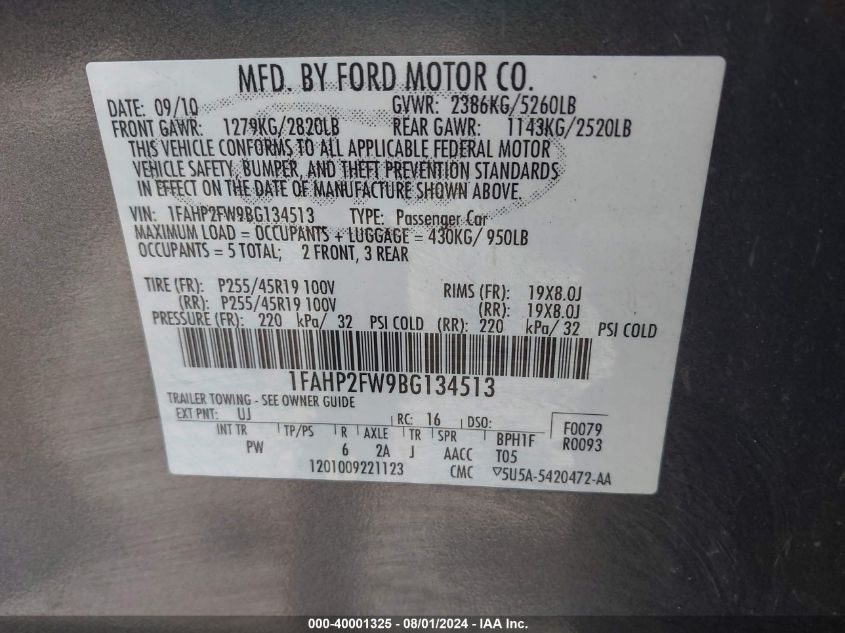 MFD. BY FORD MOTOR CO.
DATE: 09/10 GVWR: 2386KG/5260LB
FRONT GAWR: 1279KG/2820LB REAR GAWR: 1143KG/2520LB
THIS VEHICLE CONFORMS TO ALL APPLICABLE FEDERAL MOTOR
VEHICLE SAFETY, BUMPER, AND THEFT PREVENTION STANDARDS
IN EFFECT ON THE DATE OF MANUFACTURE SHOWN ABOVE.
VIN: 1FAHP2FW9BG134513 TYPE: Passenger Car
MAXIMUM LOAD = OCCUPANTS + LUGGAGE = 430KG/ 950LB
OCCUPANTS = 5 TOTAL; 2 FRONT, 3 REAR
TIRE (FR): P255/45R19 100V RIMS (FR): 19X8.0J
(RR): P255/45R19 100V (RR): 19X8.0J
PRESSURE (FR): 220 kPa/ 32 PSI COLD (RR): 220 kPa/ 32 PSI COLD
1FAHP2FW9BG134513
TRAILER TOWING - SEE OWNER GUIDE
EXT PNT: UJ RC: 16 DSO: F0079
INT TR TP/PS R AXLE TR SPR BPH1F R0093
PW 6 2A J AACC T05
1201009221123 CMC ▽5U5A-5420472-AA
000-40001325 - 08/01/2024 - IAA Inc.